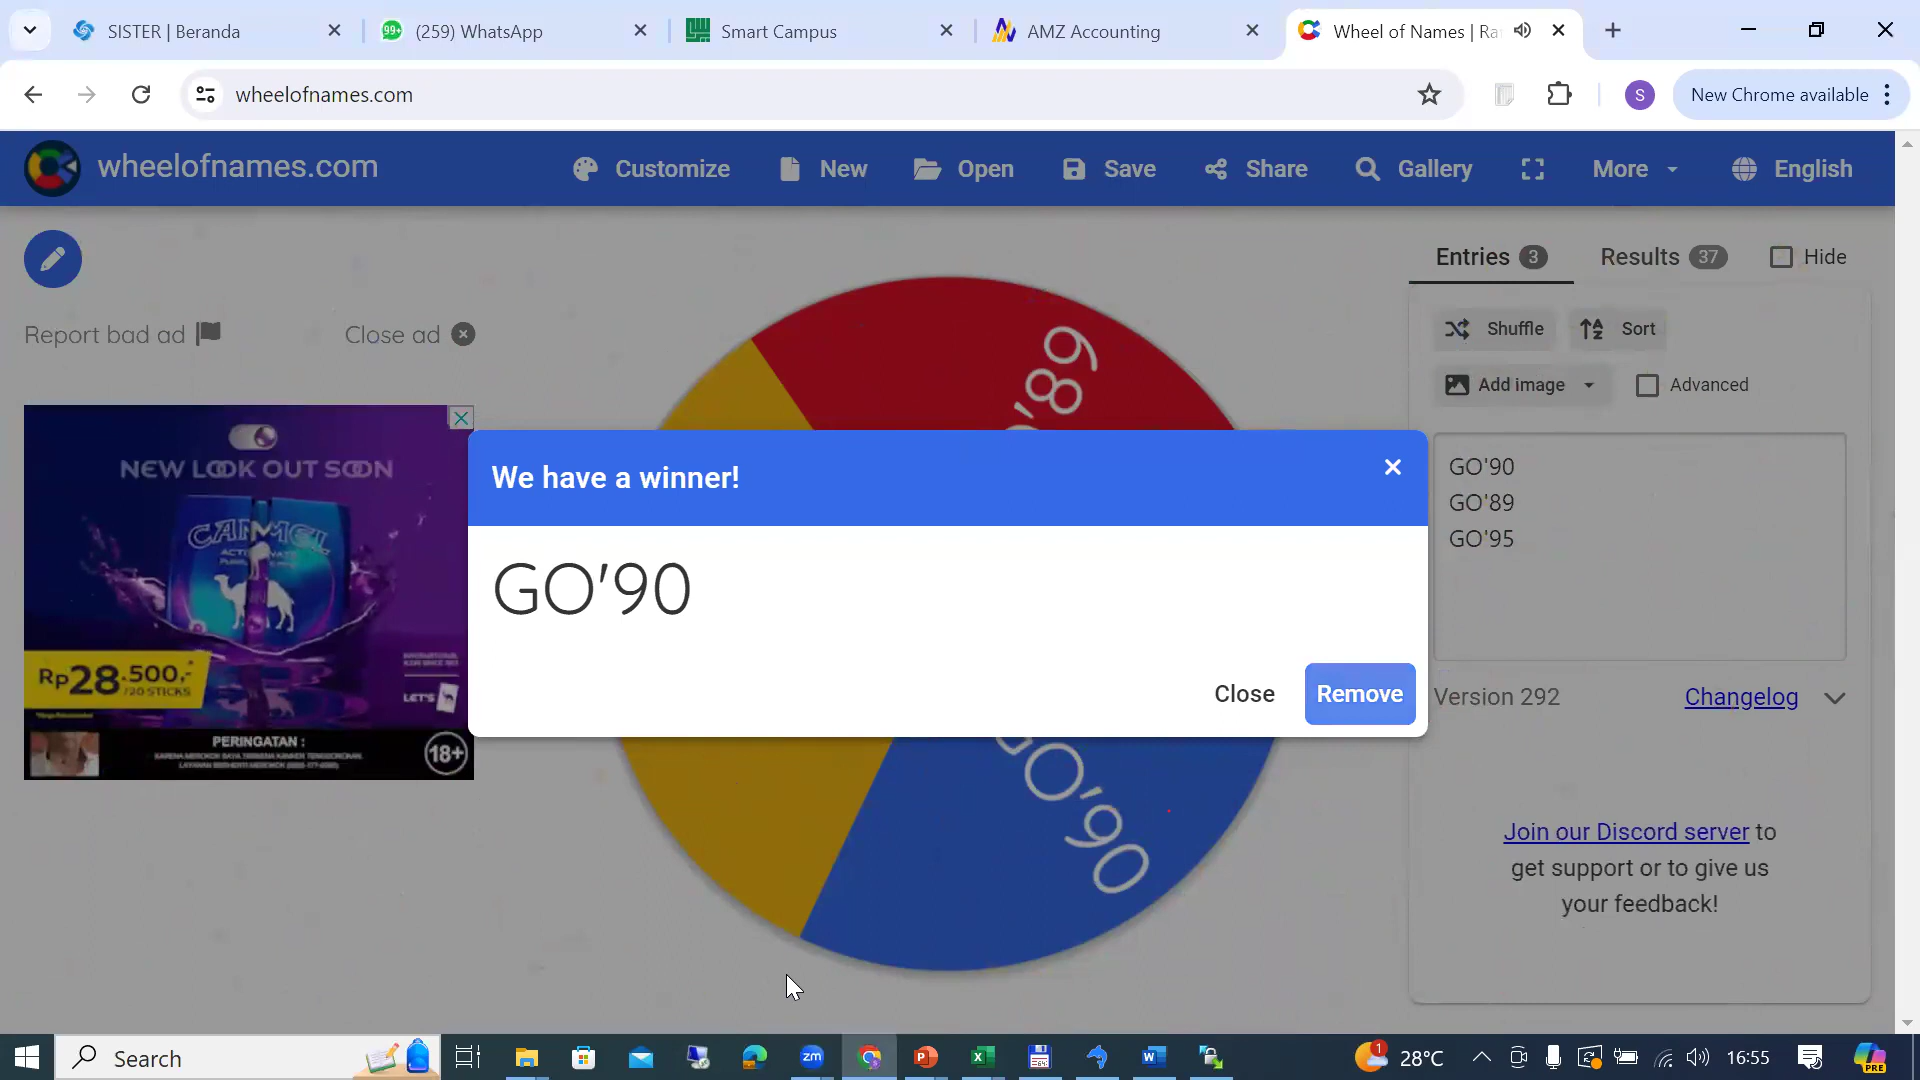 SISTER | Beranda
(259) WhatsApp
Smart Campus
AMZ Accounting
Wheel of Names | Ra
wheelofnames.com
S
New Chrome available
wheelofnames.com
Customize
New
Open
Save
Share
Gallery
More
English
Entries 3
Results 37
Hide
Report bad ad
Close ad
Shuffle
Sort
Add image
Advanced
GO'90
GO'89
GO'95
NEW LOOK OUT SOON
CAMEL
Rp28.500,-
/20 STICKS
LET'S
PERINGATAN :
18+
'89
We have a winner!
GO'90
Close
Remove
GO'90
Version 292
Changelog
Join our Discord server to
get support or to give us
your feedback!
Search
zm
28°C
16:55
PRE